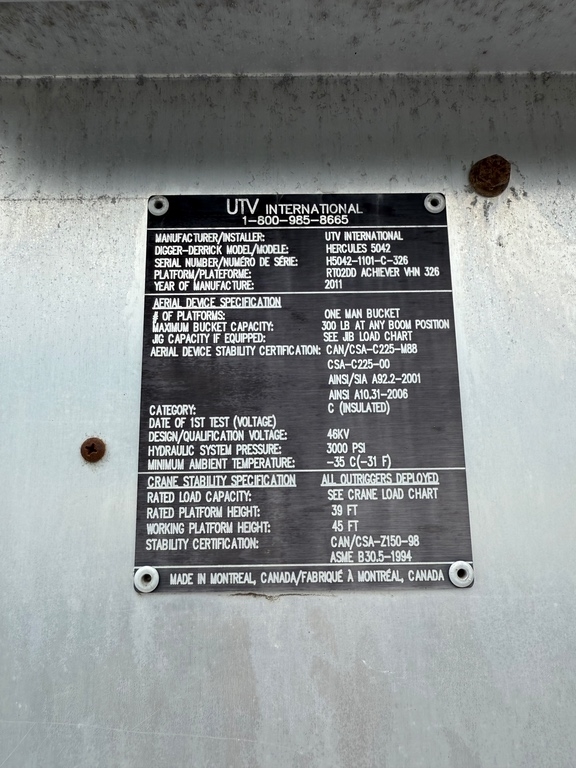 UTV INTERNATIONAL
1-800-985-8665
MANUFACTURER/INSTALLER: UTV INTERNATIONAL
DIGGER-DERRICK MODEL/MODELE: HERCULES 5042
SERIAL NUMBER/NUMÉRO DE SÉRIE: H5042-1101-C-326
PLATFORM/PLATEFORME: RT02DD ACHIEVER VHN 326
YEAR OF MANUFACTURE: 2011
AERIAL DEVICE SPECIFICATION
# OF PLATFORMS: ONE MAN BUCKET
MAXIMUM BUCKET CAPACITY: 300 LB AT ANY BOOM POSITION
JIG CAPACITY IF EQUIPPED: SEE JIB LOAD CHART
AERIAL DEVICE STABILITY CERTIFICATION: CAN/CSA-C225-M88
CSA-C225-00
AINSI/SIA A92.2-2001
AINSI A10.31-2006
CATEGORY: C (INSULATED)
DATE OF 1ST TEST (VOLTAGE)
DESIGN/QUALIFICATION VOLTAGE: 46KV
HYDRAULIC SYSTEM PRESSURE: 3000 PSI
MINIMUM AMBIENT TEMPERATURE: -35 C(-31 F)
CRANE STABILITY SPECIFICATION ALL OUTRIGGERS DEPLOYED
RATED LOAD CAPACITY: SEE CRANE LOAD CHART
RATED PLATFORM HEIGHT: 39 FT
WORKING PLATFORM HEIGHT: 45 FT
STABILITY CERTIFICATION: CAN/CSA-Z150-98
ASME B30.5-1994
MADE IN MONTREAL, CANADA/FABRIQUÉ À MONTRÉAL, CANADA